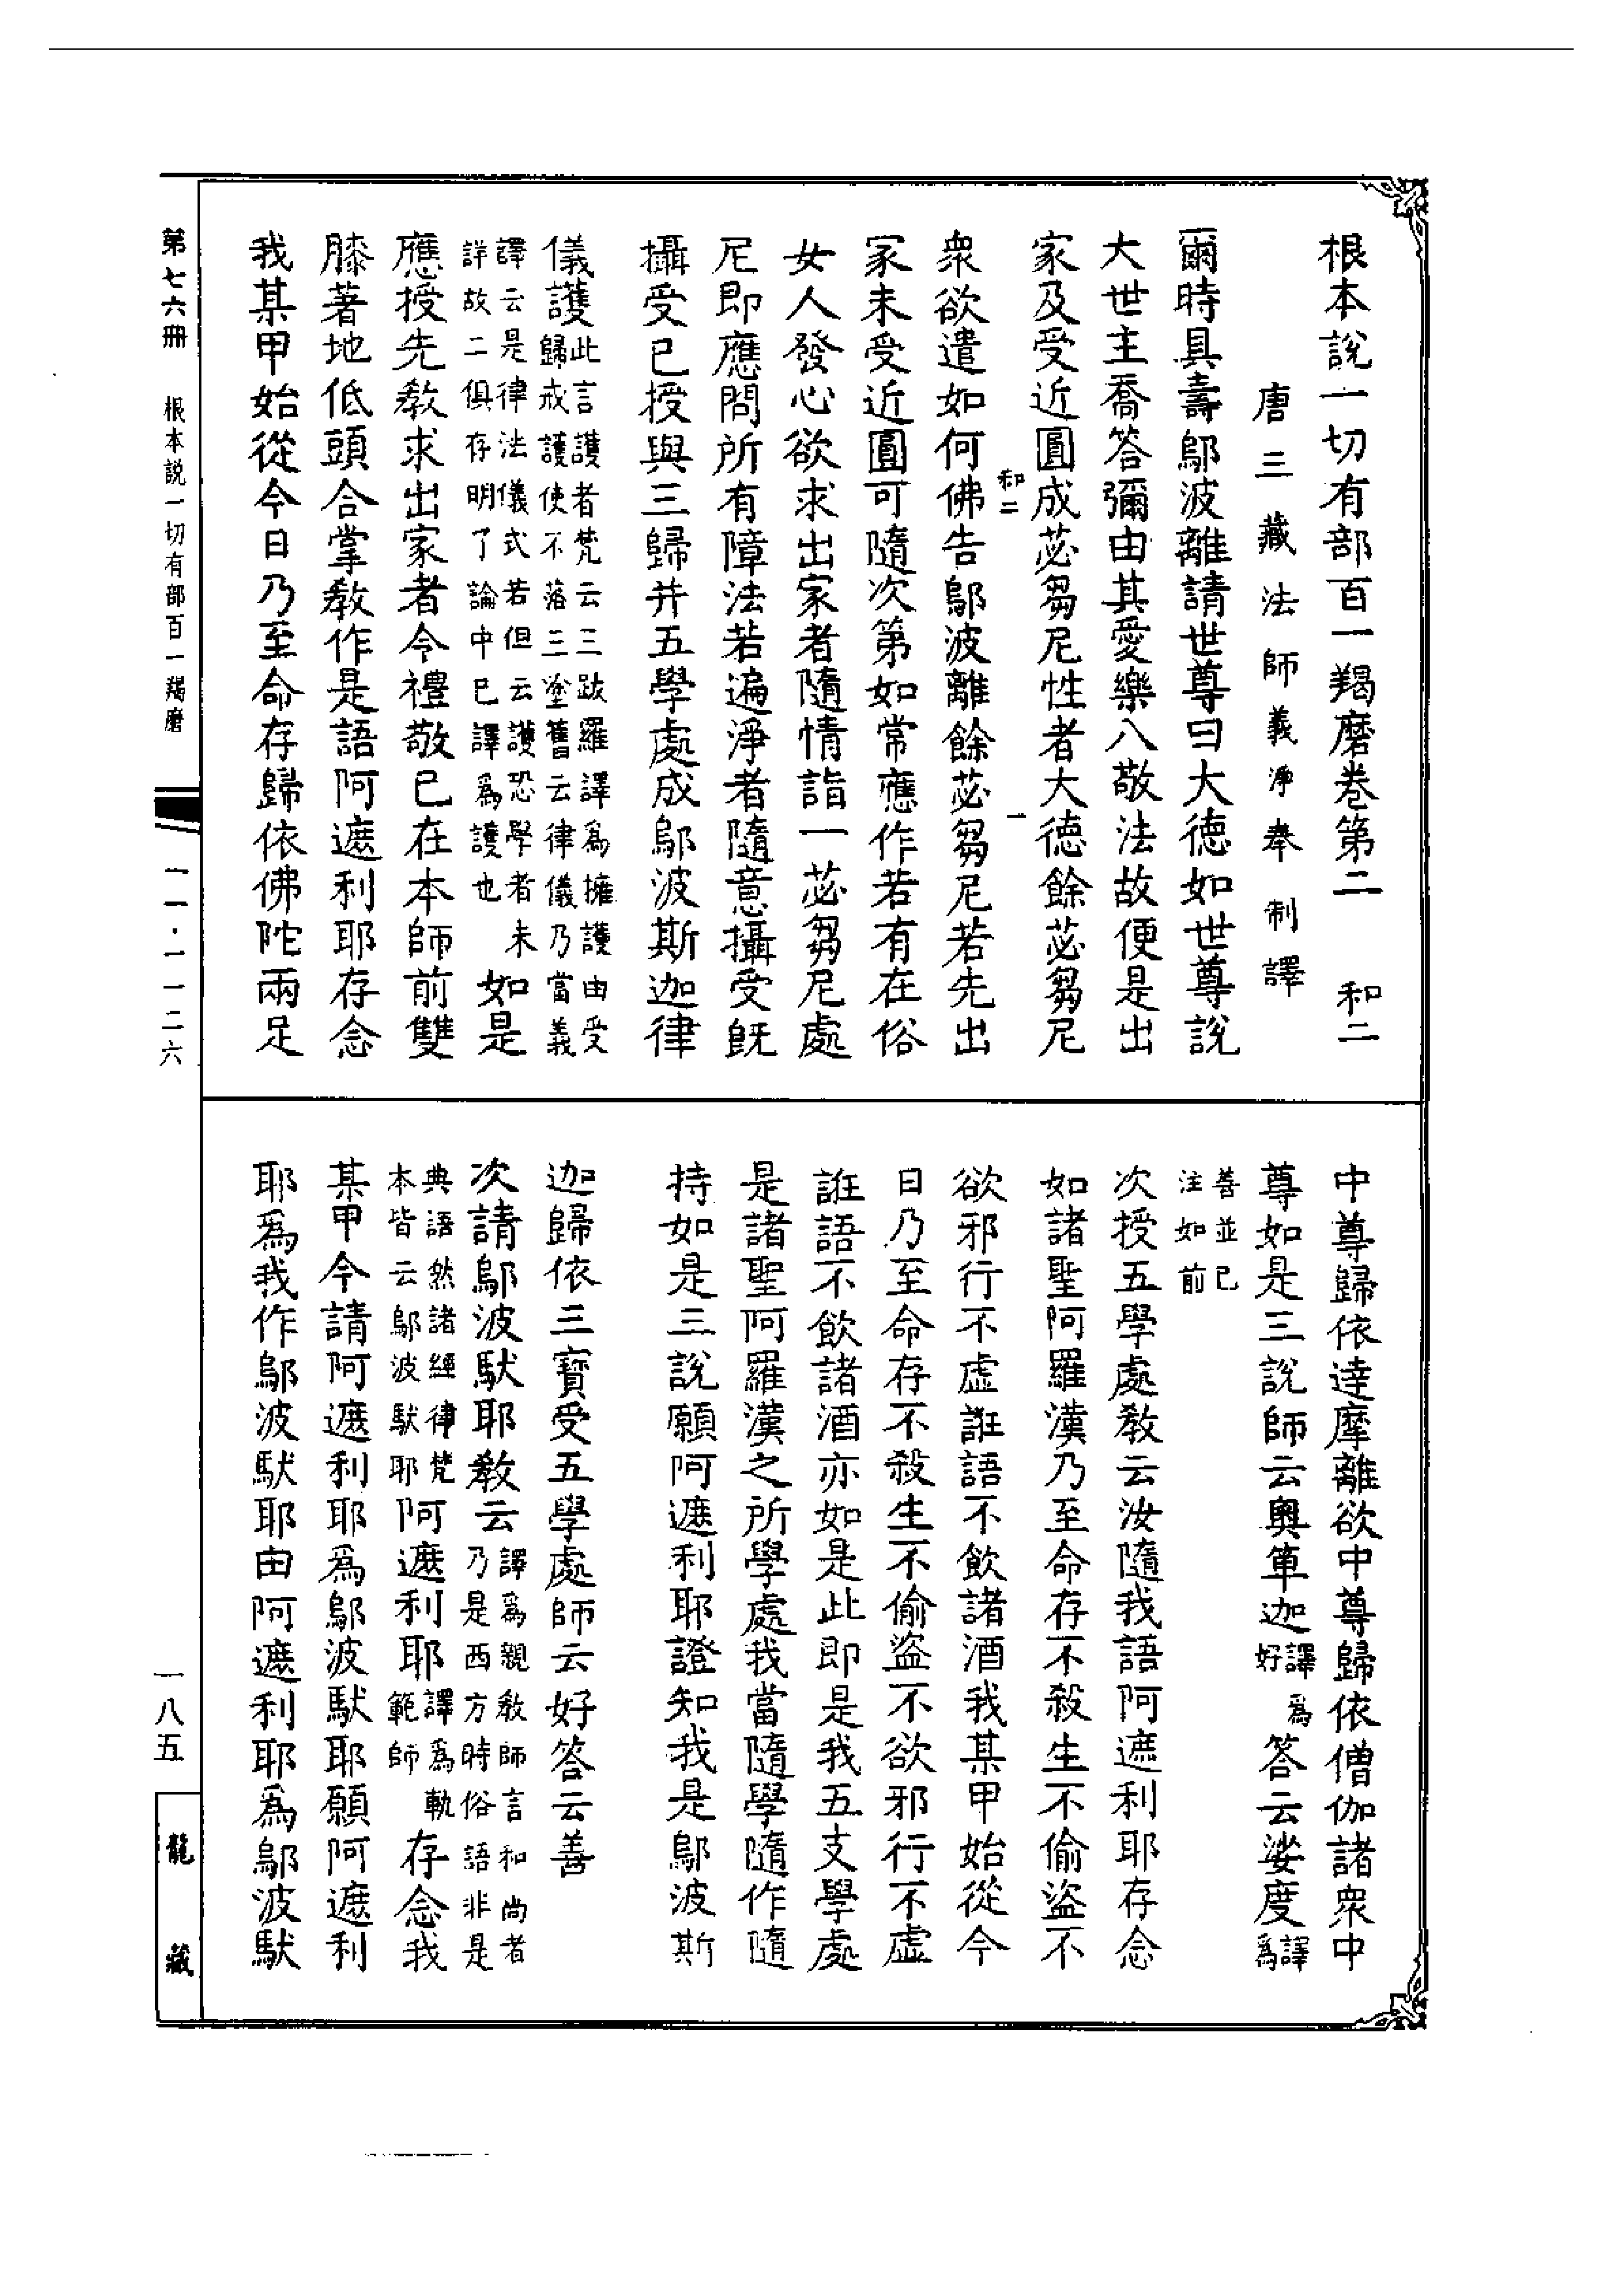 根本說一切有部百一羯磨卷第二　和二
唐三藏法師義淨奉　制譯
爾時具壽鄔波離請世尊曰大德如世尊說
大世主喬答彌由其愛樂八敬法故便是出
家及受近圓成苾芻尼性者大德餘苾芻尼
和二　一
衆欲遣如何佛告鄔波離餘苾芻尼若先出
家未受近圓可隨次第如常應作若有在俗
女人發心欲求出家者隨情詣一苾芻尼處
尼即應問所有障法若遍淨者隨意攝受既
攝受已授與三歸并五學處成鄔波斯迦律
儀護此言護者梵云三跋羅譯爲擁護由受
歸戒護使不落三塗舊云律儀乃當義
譯云是律法儀式若但云護恐學者未
詳故二俱存明了論中已譯爲護也如是
應授先教求出家者令禮敬已在本師前雙
膝著地低頭合掌教作是語阿遮利耶存念
我某甲始從今日乃至命存歸依佛陀兩足
中尊歸依達摩離欲中尊歸依僧伽諸衆中
尊如是三說師云奧箄迦譯爲好答云娑度譯爲
善並已
注如前
次授五學處教云汝隨我語阿遮利耶存念
如諸聖阿羅漢乃至命存不殺生不偷盜不
欲邪行不虛誑語不飲諸酒我某甲始從今
日乃至命存不殺生不偷盜不欲邪行不虛
誑語不飲諸酒亦如是此即是我五支學處
是諸聖阿羅漢之所學處我當隨學隨作隨
持如是三說願阿遮利耶證知我是鄔波斯
迦歸依三寶受五學處師云好答云善
次請鄔波馱耶教云譯爲親教師言和尚者
乃是西方時俗語非是
典語然諸經律梵
本皆云鄔波馱耶阿遮利耶譯爲軌範師存念我
某甲今請阿遮利耶爲鄔波馱耶願阿遮利
耶爲我作鄔波馱耶由阿遮利耶爲鄔波馱
第七六冊　根本說一切有部百一羯磨
一一·一一二六
一八五
龍藏